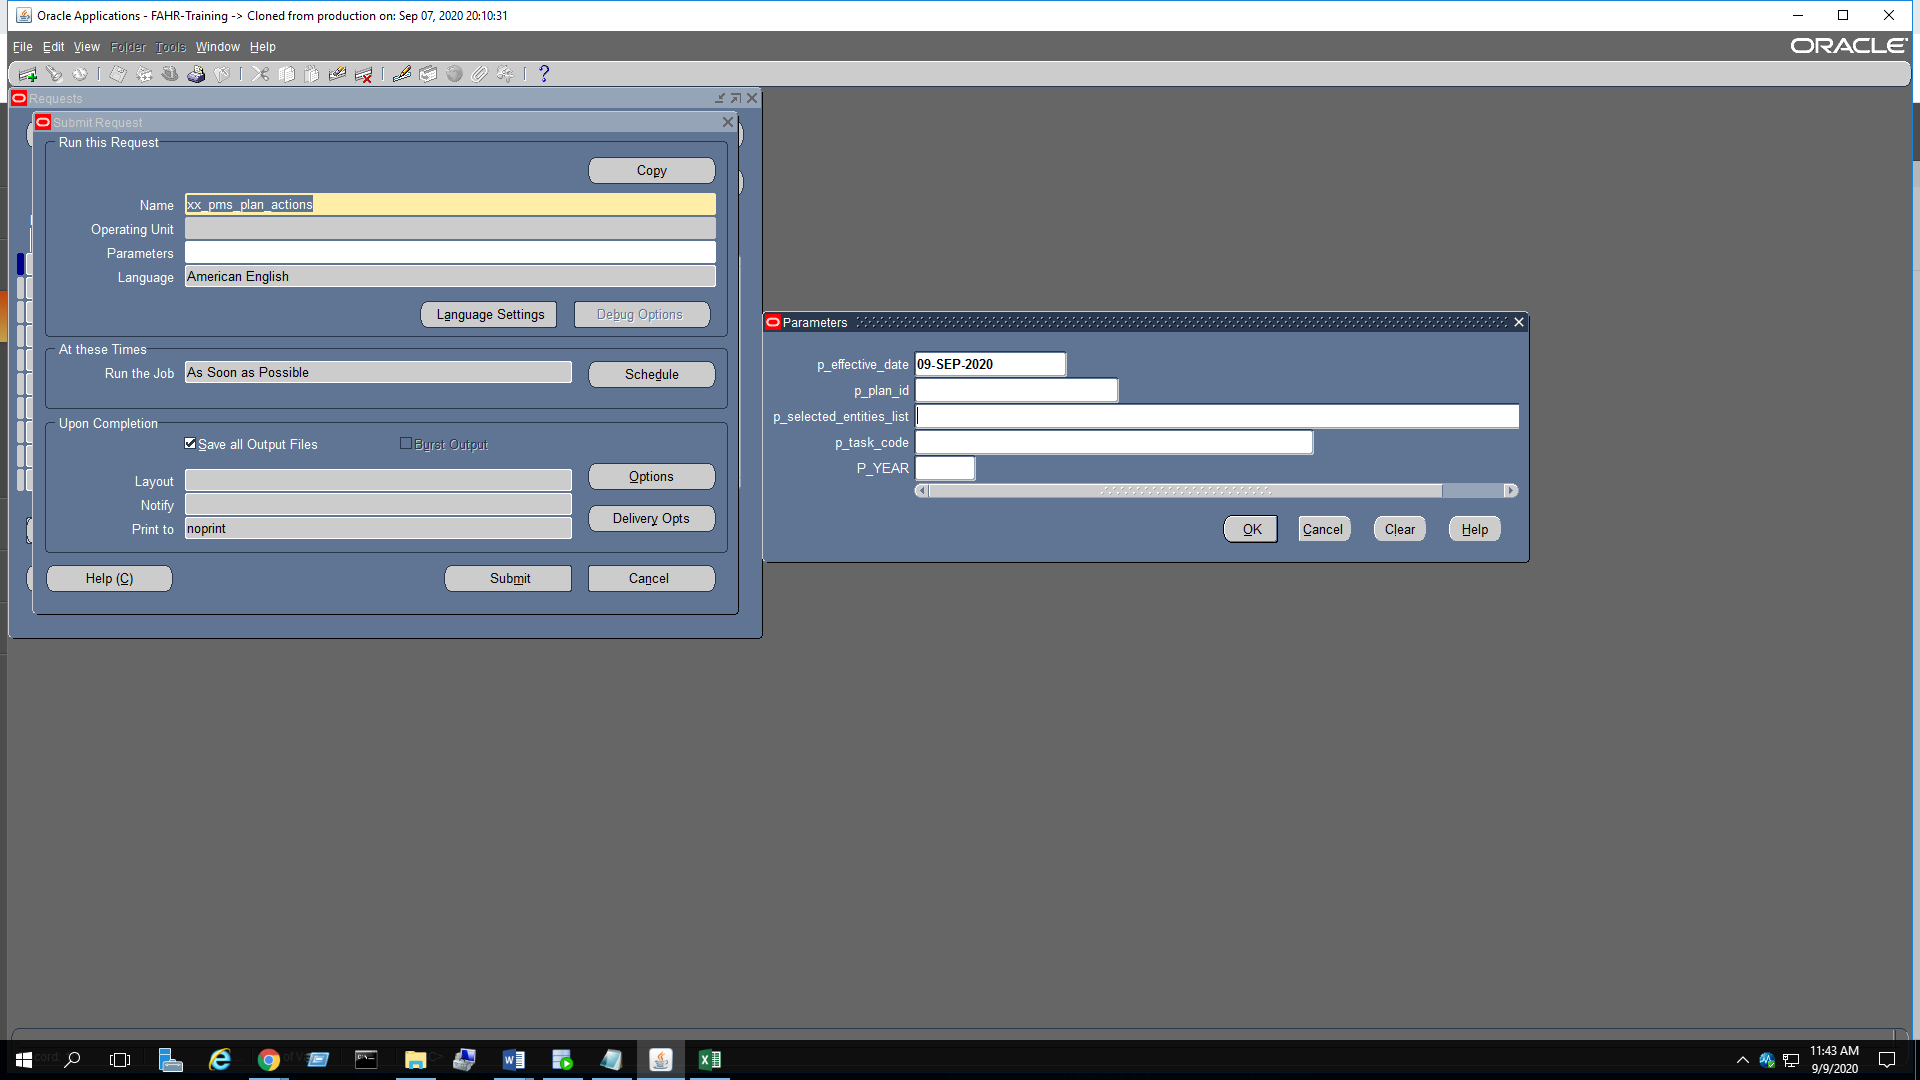 Oracle Applications - FAHR-Training -> Cloned from production on: Sep 07, 2020 20:10:31
File Edit View Folder Tools Window Help
ORACLE
Requests
Submit Request
Run this Request
Copy
Name xx_pms_plan_actions
Operating Unit
Parameters
Language American English
Language Settings Debug Options
At these Times
Run the Job As Soon as Possible Schedule
Upon Completion
Save all Output Files Burst Output
Layout Options
Notify
Print to noprint Delivery Opts
Help (C) Submit Cancel
Parameters
p_effective_date 09-SEP-2020
p_plan_id
p_selected_entities_list
p_task_code
P_YEAR
OK Cancel Clear Help
11:43 AM
9/9/2020